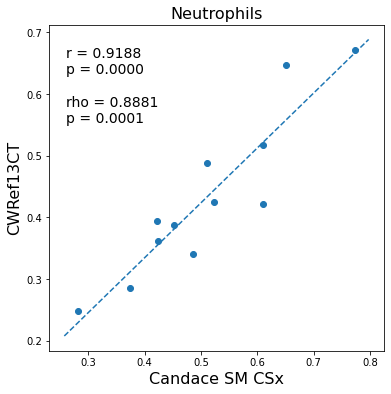 Neutrophils
r = 0.9188
p = 0.0000
rho = 0.8881
p = 0.0001
0.7
0.6
0.5
0.4
0.3
0.2
CWRef13CT
0.3 0.4 0.5 0.6 0.7 0.8
Candace SM CSx